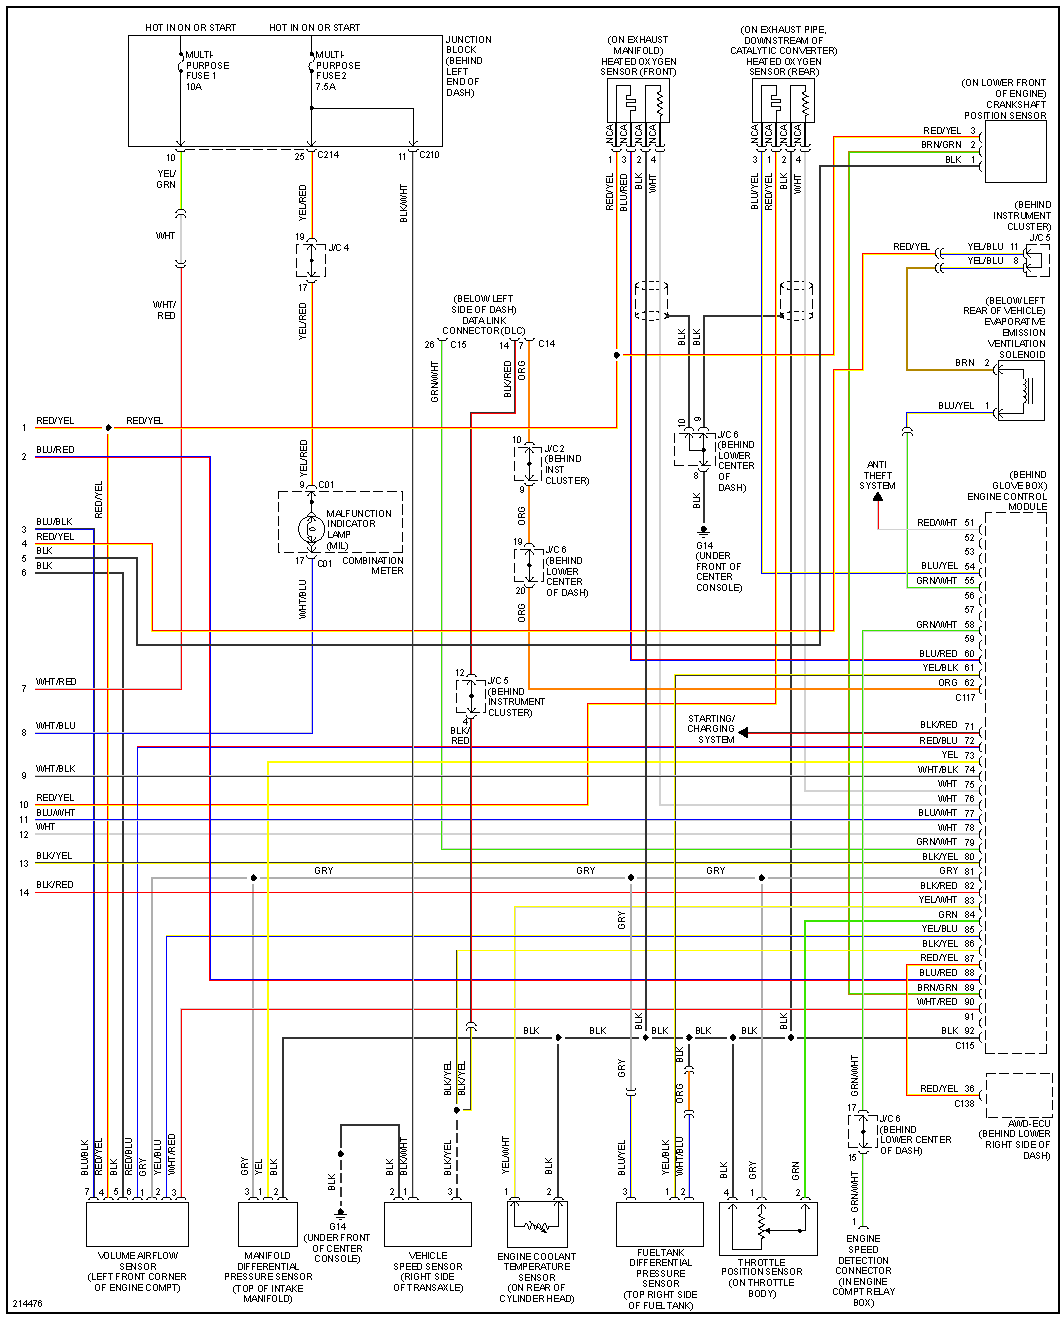 HOT IN ON OR START
HOT IN ON OR START
MULTI-
PURPOSE
FUSE 1
10A
MULTI-
PURPOSE
FUSE 2
7.5A
JUNCTION
BLOCK
(BEHIND
LEFT
END OF
DASH)
10
25
C214
11
C210
YEL/
GRN
WHT
WHT/
RED
YEL/RED
BLK/WHT
19
J/C 4
17
YEL/RED
YEL/RED
9
C01
MALFUNCTION
INDICATOR
LAMP
(MIL)
17
C01
COMBINATION
METER
WHT/BLU
(ON EXHAUST
MANIFOLD)
HEATED OXYGEN
SENSOR (FRONT)
NCA
NCA
NCA
NCA
1
3
2
4
RED/YEL
BLU/RED
BLK
WHT
(ON EXHAUST PIPE,
DOWNSTREAM OF
CATALYTIC CONVERTER)
HEATED OXYGEN
SENSOR (REAR)
NCA
NCA
NCA
NCA
3
1
2
4
BLU/YEL
RED/YEL
BLK
WHT
(ON LOWER FRONT
OF ENGINE)
CRANKSHAFT
POSITION SENSOR
RED/YEL 3
BRN/GRN 2
BLK 1
(BEHIND
INSTRUMENT
CLUSTER)
J/C 5
RED/YEL
YEL/BLU 11
YEL/BLU 8
(BELOW LEFT
REAR OF VEHICLE)
EVAPORATIVE
EMISSION
VENTILATION
SOLENOID
BRN 2
BLU/YEL 1
(BELOW LEFT
SIDE OF DASH)
DATA LINK
CONNECTOR (DLC)
26
C15
14
7
C14
GRN/WHT
BLK/RED
ORG
10
J/C 2
(BEHIND
INST
CLUSTER)
9
ORG
19
J/C 6
(BEHIND
LOWER
CENTER
OF DASH)
20
ORG
BLK
BLK
10
9
J/C 6
(BEHIND
LOWER
CENTER
OF
DASH)
8
BLK
G14
(UNDER
FRONT OF
CENTER
CONSOLE)
ANTI
THEFT
SYSTEM
(BEHIND
GLOVE BOX)
ENGINE CONTROL
MODULE
RED/WHT 51
52
53
BLU/YEL 54
GRN/WHT 55
56
57
GRN/WHT 58
59
BLU/RED 60
YEL/BLK 61
ORG 62
C117
BLK/RED 71
RED/BLU 72
YEL 73
WHT/BLK 74
WHT 75
WHT 76
BLU/WHT 77
WHT 78
GRN/WHT 79
BLK/YEL 80
GRY 81
BLK/RED 82
YEL/WHT 83
GRN 84
YEL/BLU 85
BLK/YEL 86
RED/YEL 87
BLU/RED 88
BRN/GRN 89
WHT/RED 90
91
BLK 92
C115
RED/YEL 36
C138
AWD-ECU
(BEHIND LOWER
RIGHT SIDE OF
DASH)
STARTING/
CHARGING
SYSTEM
12
J/C 5
(BEHIND
INSTRUMENT
CLUSTER)
4
BLK/
RED
1 RED/YEL
RED/YEL
2 BLU/RED
RED/YEL
3 BLU/BLK
4 RED/YEL
5 BLK
6 BLK
7 WHT/RED
8 WHT/BLU
9 WHT/BLK
10 RED/YEL
11 BLU/WHT
12 WHT
13 BLK/YEL
14 BLK/RED
GRY
GRY
GRY
GRY
BLK
BLK
BLK
BLK
BLK
BLK
BLK
BLK
GRY
ORG
BLK/YEL
BLK/YEL
GRN/WHT
17
J/C 6
(BEHIND
LOWER CENTER
OF DASH)
15
GRN/WHT
1
ENGINE
SPEED
DETECTION
CONNECTOR
(IN ENGINE
COMPT RELAY
BOX)
BLU/BLK
RED/YEL
BLK
RED/BLU
GRY
YEL/BLU
WHT/RED
7
4
5
6
1
2
3
VOLUME AIRFLOW
SENSOR
(LEFT FRONT CORNER
OF ENGINE COMPT)
GRY
YEL
BLK
3
1
2
MANIFOLD
DIFFERENTIAL
PRESSURE SENSOR
(TOP OF INTAKE
MANIFOLD)
BLK
G14
(UNDER FRONT
OF CENTER
CONSOLE)
BLK
BLK/WHT
BLK/YEL
2
1
3
VEHICLE
SPEED SENSOR
(RIGHT SIDE
OF TRANSAXLE)
YEL/WHT
BLK
1
2
ENGINE COOLANT
TEMPERATURE
SENSOR
(ON REAR OF
CYLINDER HEAD)
BLU/YEL
YEL/BLK
WHT/BLU
3
1
2
FUEL TANK
DIFFERENTIAL
PRESSURE
SENSOR
(TOP RIGHT SIDE
OF FUEL TANK)
BLK
GRY
GRN
4
1
2
THROTTLE
POSITION SENSOR
(ON THROTTLE
BODY)
214476